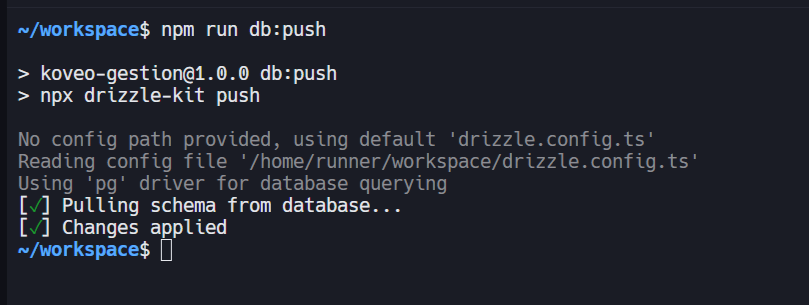 ~/workspace$ npm run db:push
> koveo-gestion@1.0.0 db:push
> npx drizzle-kit push
No config path provided, using default 'drizzle.config.ts'
Reading config file '/home/runner/workspace/drizzle.config.ts'
Using 'pg' driver for database querying
[✓] Pulling schema from database...
[✓] Changes applied
~/workspace$